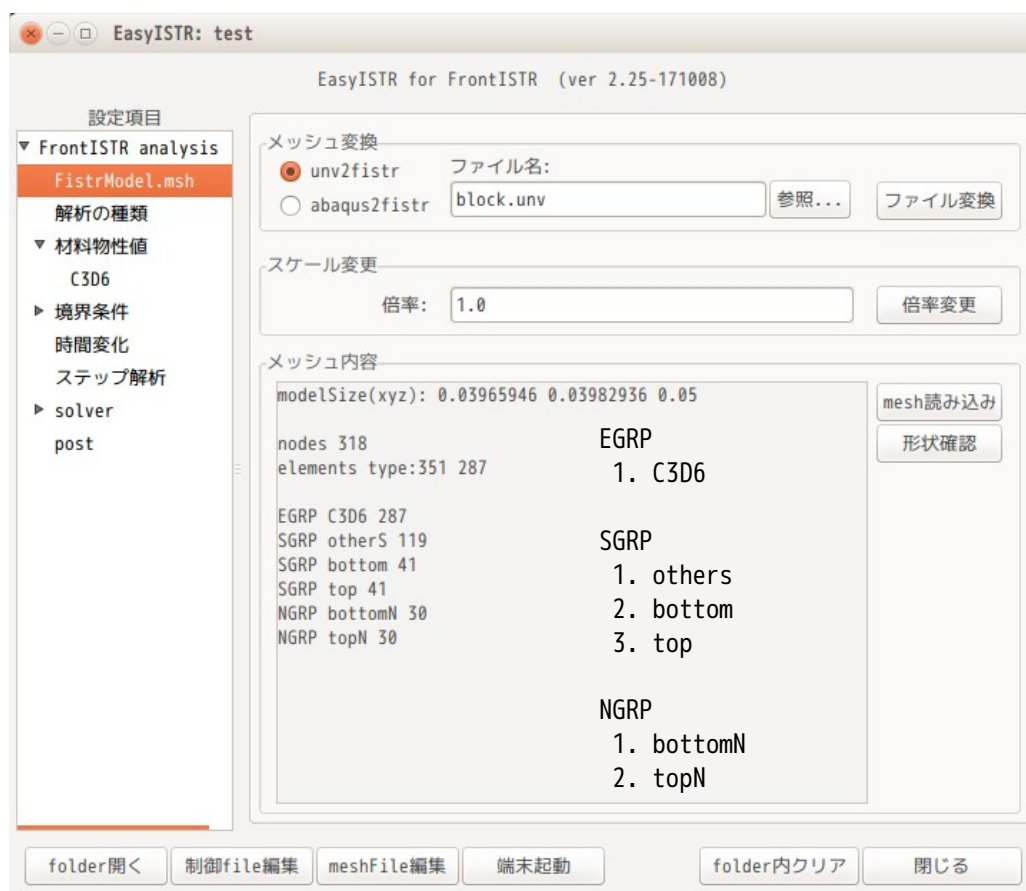 EasyISTR: test
EasyISTR for FrontISTR (ver 2.25-171008)
設定項目
FrontISTR analysis
FistrModel.msh
解析の種類
材料物性値
C3D6
境界条件
時間変化
ステップ解析
solver
post
メッシュ変換
unv2fistr
abaqus2fistr
ファイル名:
block.unv
参照...
ファイル変換
スケール変更
倍率:
1.0
倍率変更
メッシュ内容
modelSize(xyz): 0.03965946 0.03982936 0.05
nodes 318
elements type:351 287
EGRP C3D6 287
SGRP otherS 119
SGRP bottom 41
SGRP top 41
NGRP bottomN 30
NGRP topN 30
EGRP
1. C3D6
SGRP
1. others
2. bottom
3. top
NGRP
1. bottomN
2. topN
mesh読み込み
形状確認
folder開く
制御file編集
meshFile編集
端末起動
folder内クリア
閉じる